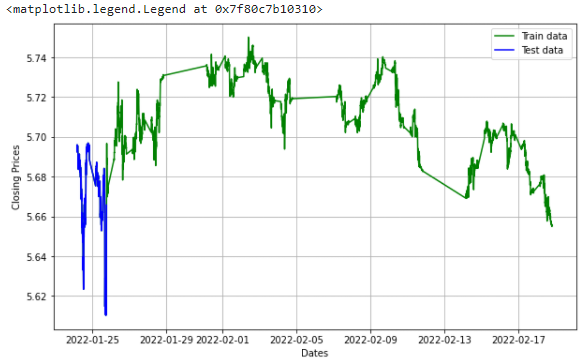 <matplotlib.legend.Legend at 0x7f80c7b10310>
Train data
Test data
5.74
5.72
5.70
5.68
5.66
5.64
5.62
Closing Prices
2022-01-25 2022-01-29 2022-02-01 2022-02-05 2022-02-09 2022-02-13 2022-02-17
Dates